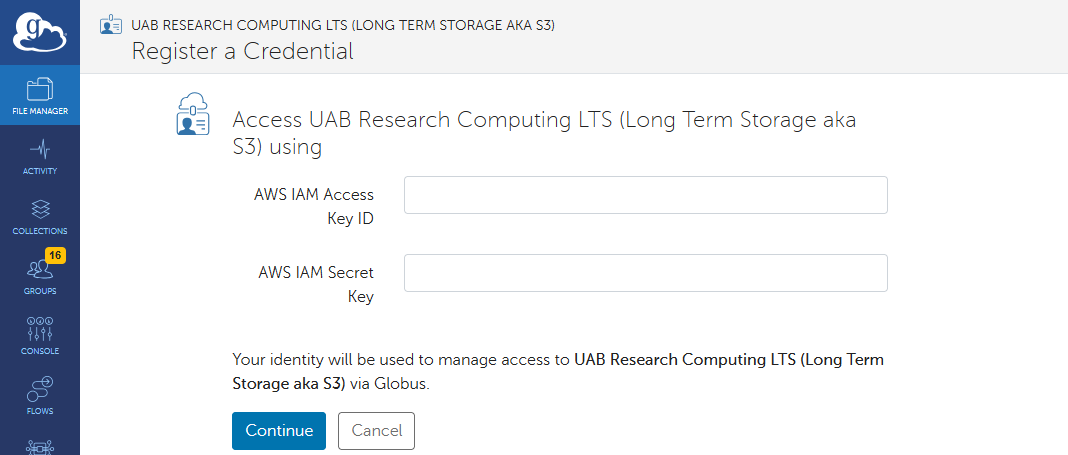 g
UAB RESEARCH COMPUTING LTS (LONG TERM STORAGE AKA S3)
Register a Credential
FILE MANAGER
ACTIVITY
COLLECTIONS
16
GROUPS
CONSOLE
FLOWS
Access UAB Research Computing LTS (Long Term Storage aka
S3) using
AWS IAM Access
Key ID
AWS IAM Secret
Key
Your identity will be used to manage access to UAB Research Computing LTS (Long Term
Storage aka S3) via Globus.
Continue
Cancel